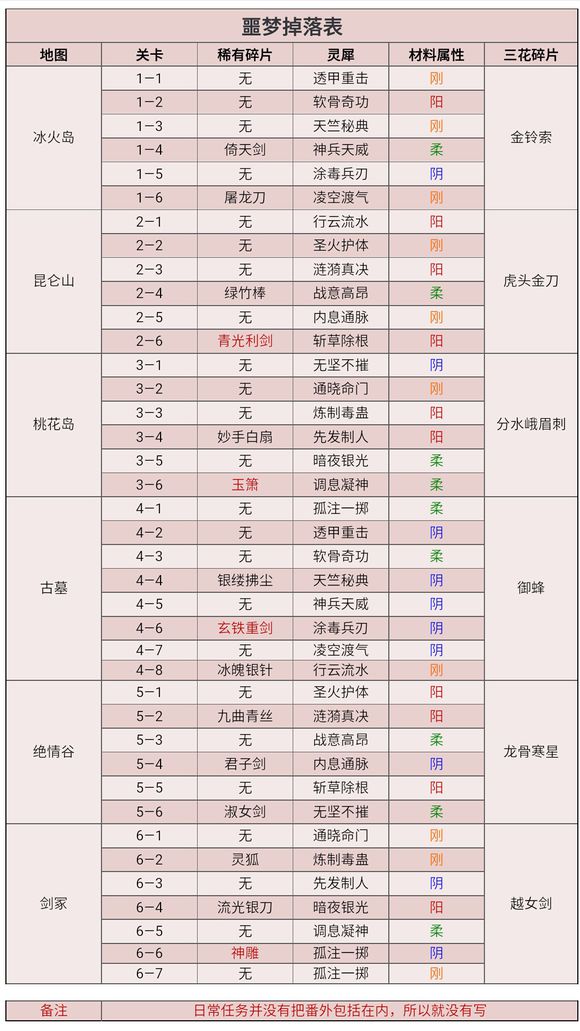 噩梦掉落表
地图 关卡 稀有碎片 灵犀 材料属性 三花碎片
冰火岛 金铃索
1–1 无 透甲重击 刚
1–2 无 软骨奇功 阳
1–3 无 天竺秘典 刚
1–4 倚天剑 神兵天威 柔
1–5 无 涂毒兵刃 阴
1–6 屠龙刀 凌空渡气 刚
昆仑山 虎头金刀
2–1 无 行云流水 阳
2–2 无 圣火护体 刚
2–3 无 涟漪真决 阳
2–4 绿竹棒 战意高昂 柔
2–5 无 内息通脉 刚
2–6 青光利剑 斩草除根 阳
桃花岛 分水峨眉刺
3–1 无 无坚不摧 阴
3–2 无 通晓命门 刚
3–3 无 炼制毒蛊 阳
3–4 妙手白扇 先发制人 阳
3–5 无 暗夜银光 柔
3–6 玉箫 调息凝神 柔
古墓 御蜂
4–1 无 孤注一掷 柔
4–2 无 透甲重击 阴
4–3 无 软骨奇功 柔
4–4 银缕拂尘 天竺秘典 阴
4–5 无 神兵天威 阴
4–6 玄铁重剑 涂毒兵刃 阴
4–7 无 凌空渡气 阴
4–8 冰魄银针 行云流水 刚
绝情谷 龙骨寒星
5–1 无 圣火护体 阳
5–2 九曲青丝 涟漪真决 阳
5–3 无 战意高昂 柔
5–4 君子剑 内息通脉 阴
5–5 无 斩草除根 阳
5–6 淑女剑 无坚不摧 柔
剑冢 越女剑
6–1 无 通晓命门 刚
6–2 灵狐 炼制毒蛊 刚
6–3 无 先发制人 阴
6–4 流光银刀 暗夜银光 阳
6–5 无 调息凝神 柔
6–6 神雕 孤注一掷 阴
6–7 无 孤注一掷 刚
备注 日常任务并没有把番外包括在内，所以就没有写